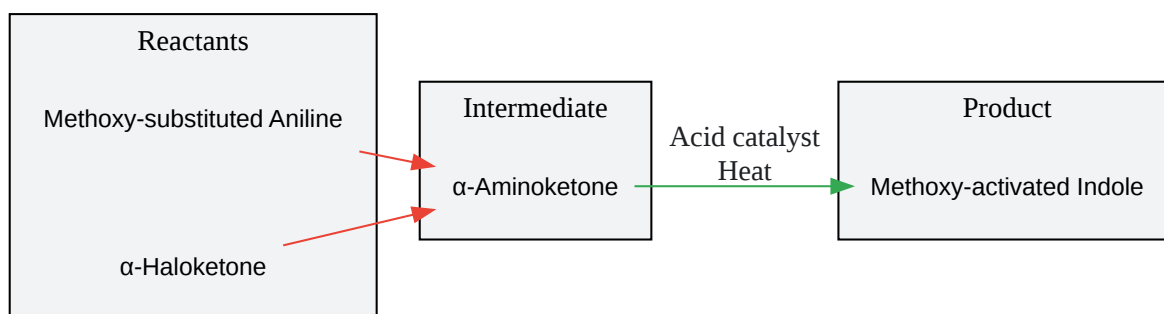 Reactants
Methoxy-substituted Aniline
α-Haloketone
Intermediate
α-Aminoketone
Acid catalyst
Heat
Product
Methoxy-activated Indole